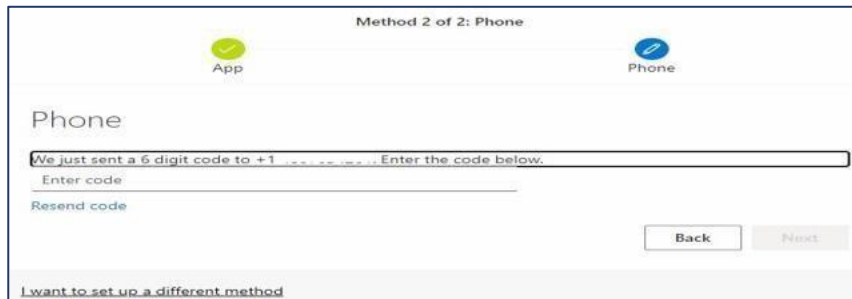 Method 2 of 2: Phone
App
Phone
Phone
We just sent a 6 digit code to +1 Enter the code below.
Enter code
Resend code
Back
Next
I want to set up a different method